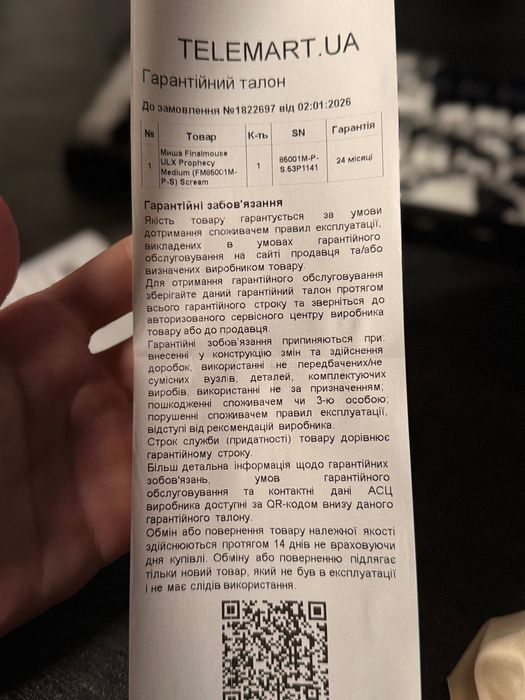 TELEMART.UA
Гарантійний талон
До замовлення №1822697 від 02.01.2026
№ Товар К-ть SN Гарантія
1 Миша Finalmouse ULX Prophecy Medium (FM86001M-P-S) Scream 1 86001M-P-S.63P1141 24 місяці
Гарантійні забов'язання
Якість товару гарантується за умови
дотримання споживачем правил експлуатації,
викладених в умовах гарантійного
обслуговування на сайті продавця та/або
визначених виробником товару.
Для отримання гарантійного обслуговування
зберігайте даний гарантійний талон протягом
всього гарантійного строку та зверніться до
авторизованого сервісного центру виробника
товару або до продавця.
Гарантійні зобов'язання припиняються при:
внесенні у конструкцію змін та здійснення
доробок, використанні не передбачених/не
сумісних вузлів, деталей, комплектуючих
виробів, використанні не за призначенням;
пошкодженні споживачем чи 3-ю особою;
порушенні споживачем правил експлуатації,
відступі від рекомендацій виробника.
Строк служби (придатності) товару дорівнює
гарантійному строку.
Більш детальна інформація щодо гарантійних
зобов'язань, умов гарантійного
обслуговування та контактні дані АСЦ
виробника доступні за QR-кодом внизу даного
гарантійного талону.
Обмін або повернення товару належної якості
здійснюються протягом 14 днів не враховуючи
дня купівлі. Обміну або поверненню підлягає
тільки новий товар, який не був в експлуатації
і не має слідів використання.